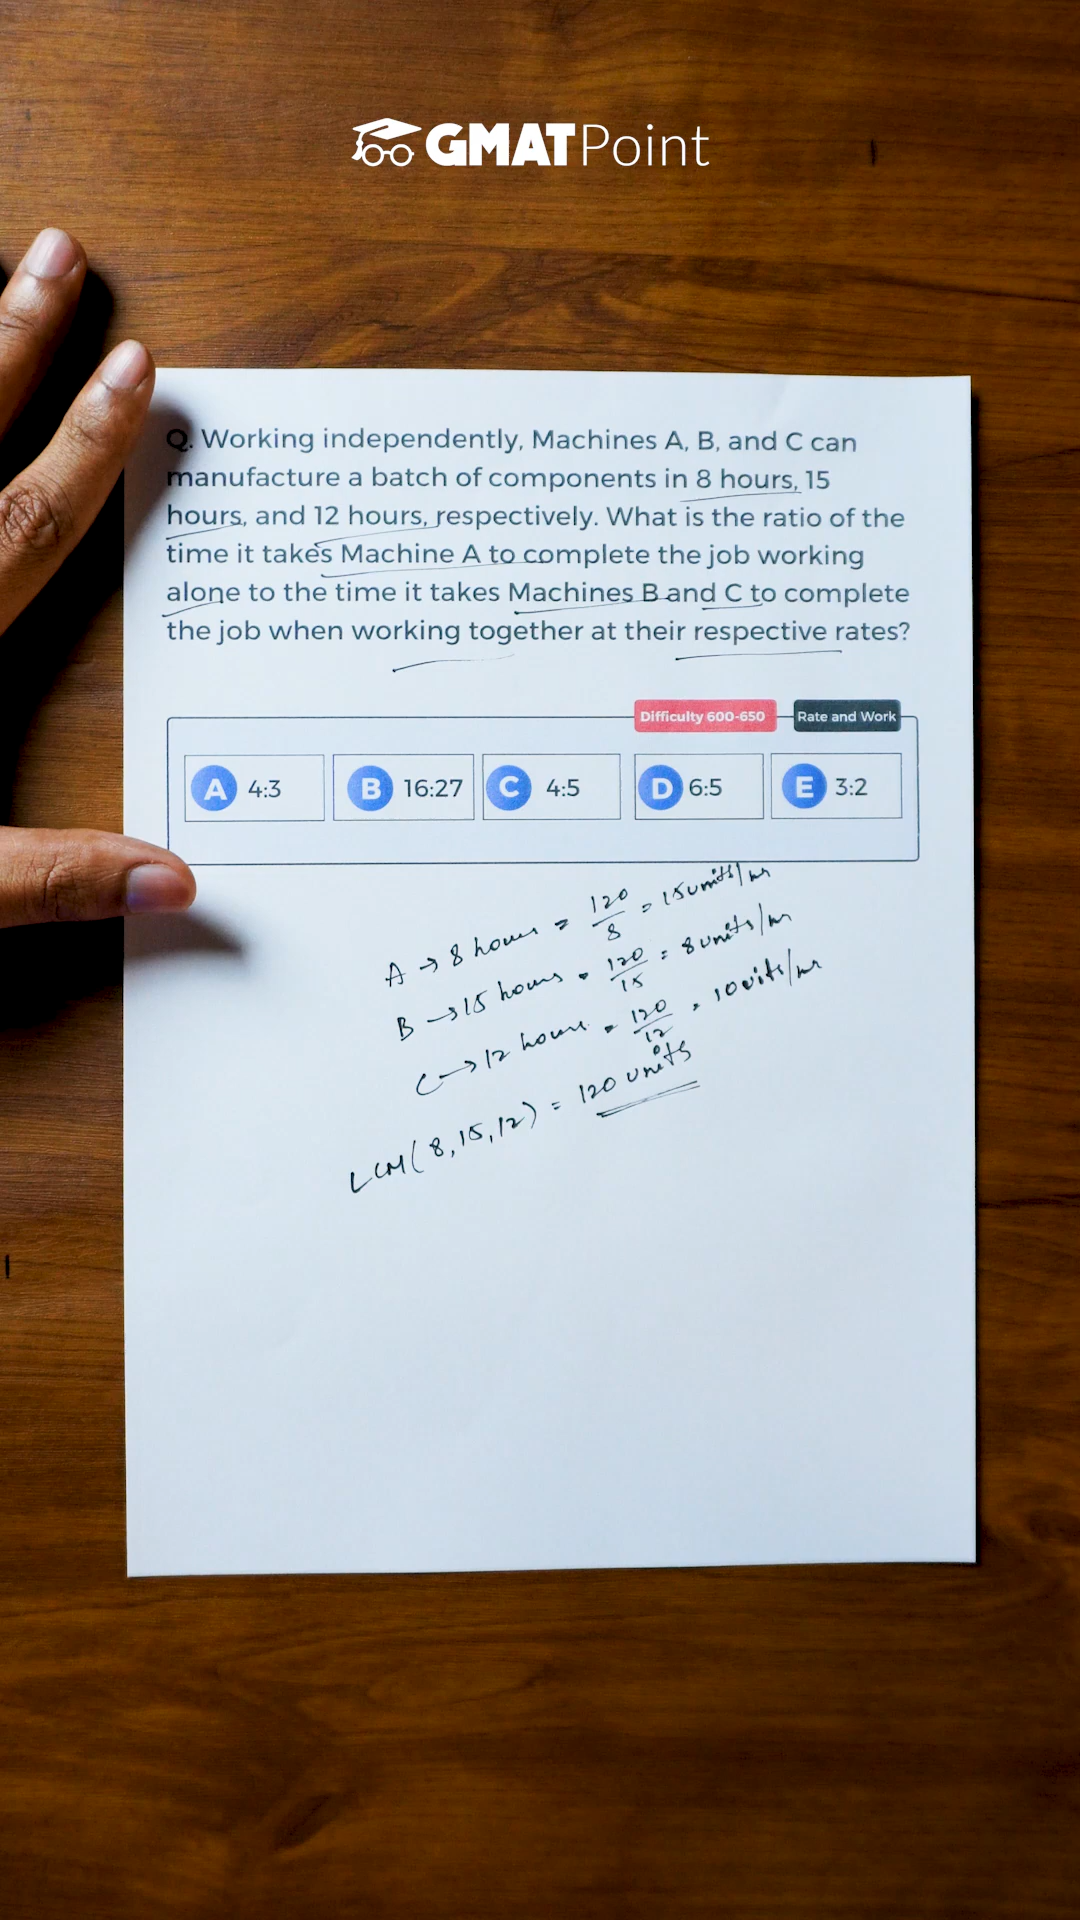 GMATPoint
Q. Working independently, Machines A, B, and C can
manufacture a batch of components in 8 hours, 15
hours, and 12 hours, respectively. What is the ratio of the
time it takes Machine A to complete the job working
alone to the time it takes Machines B and C to complete
the job when working together at their respective rates?
Difficulty 600-650 Rate and Work
A 4:3 B 16:27 C 4:5 D 6:5 E 3:2
A → 8 hours = 120/8 = 15 units/hr
B → 15 hours = 120/15 = 8 units/hr
C → 12 hours = 120/12 = 10 uits/hr
LCM(8,15,12) = 120 units